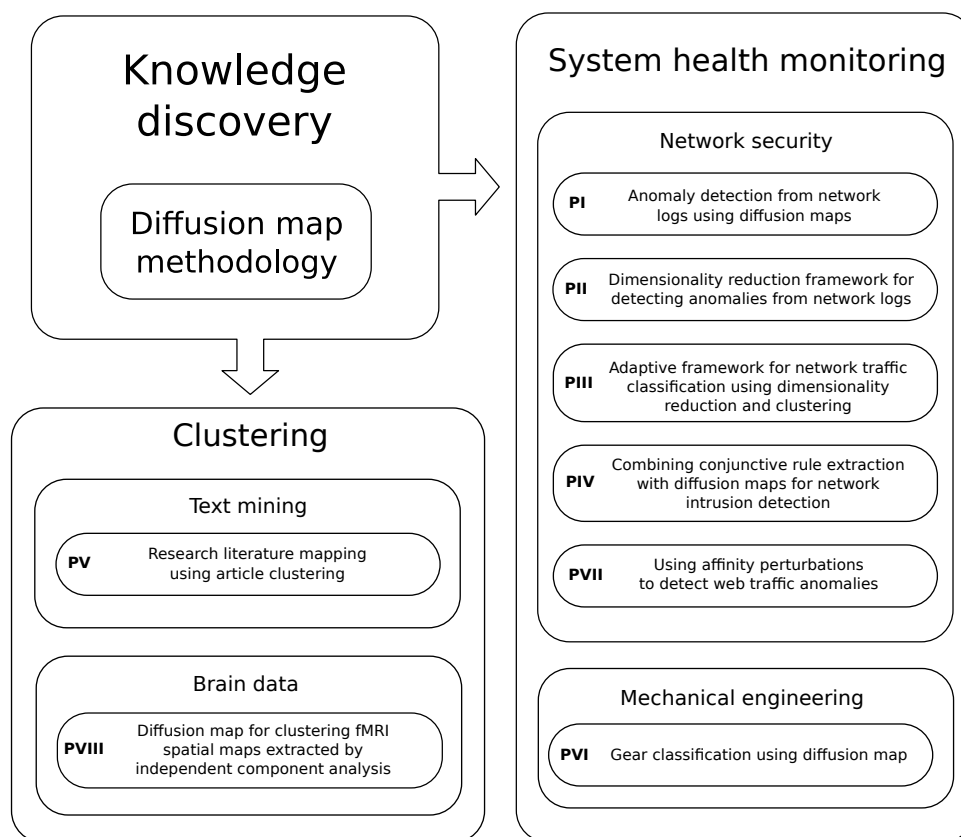 Knowledge
discovery
Diffusion map
methodology
Clustering
Text mining
PV
Research literature mapping
using article clustering
Brain data
PVIII
Diffusion map for clustering fMRI
spatial maps extracted by
independent component analysis
System health monitoring
Network security
PI
Anomaly detection from network
logs using diffusion maps
PII
Dimensionality reduction framework for
detecting anomalies from network logs
PIII
Adaptive framework for network traffic
classification using dimensionality
reduction and clustering
PIV
Combining conjunctive rule extraction
with diffusion maps for network
intrusion detection
PVII
Using affinity perturbations
to detect web traffic anomalies
Mechanical engineering
PVI
Gear classification using diffusion map